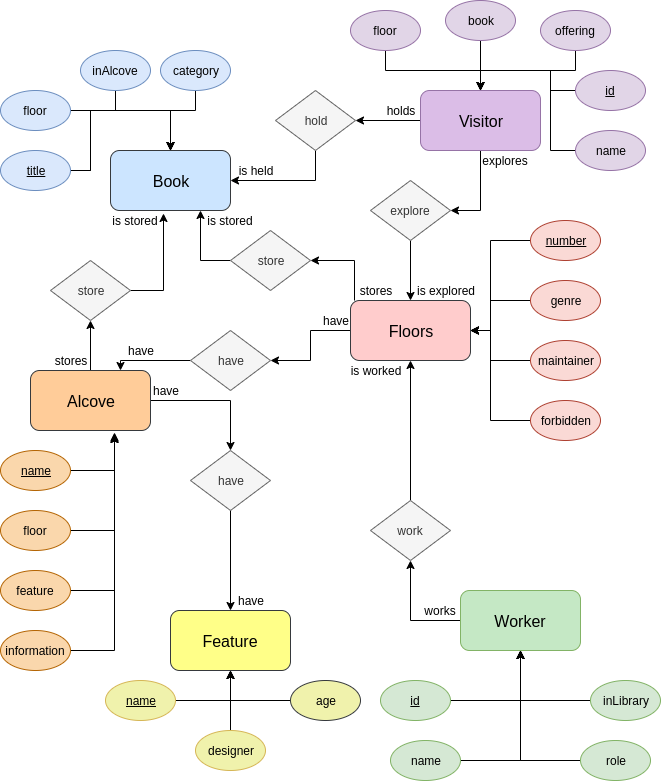 floor
book
offering
inAlcove
category
floor
id
title
hold
holds
Visitor
name
is held
explores
Book
is stored
is stored
explore
number
store
store
stores
is explored
genre
have
Floors
stores
have
have
is worked
maintainer
Alcove
have
forbidden
name
have
floor
work
feature
have
works
Worker
information
Feature
name
age
id
inLibrary
designer
name
role